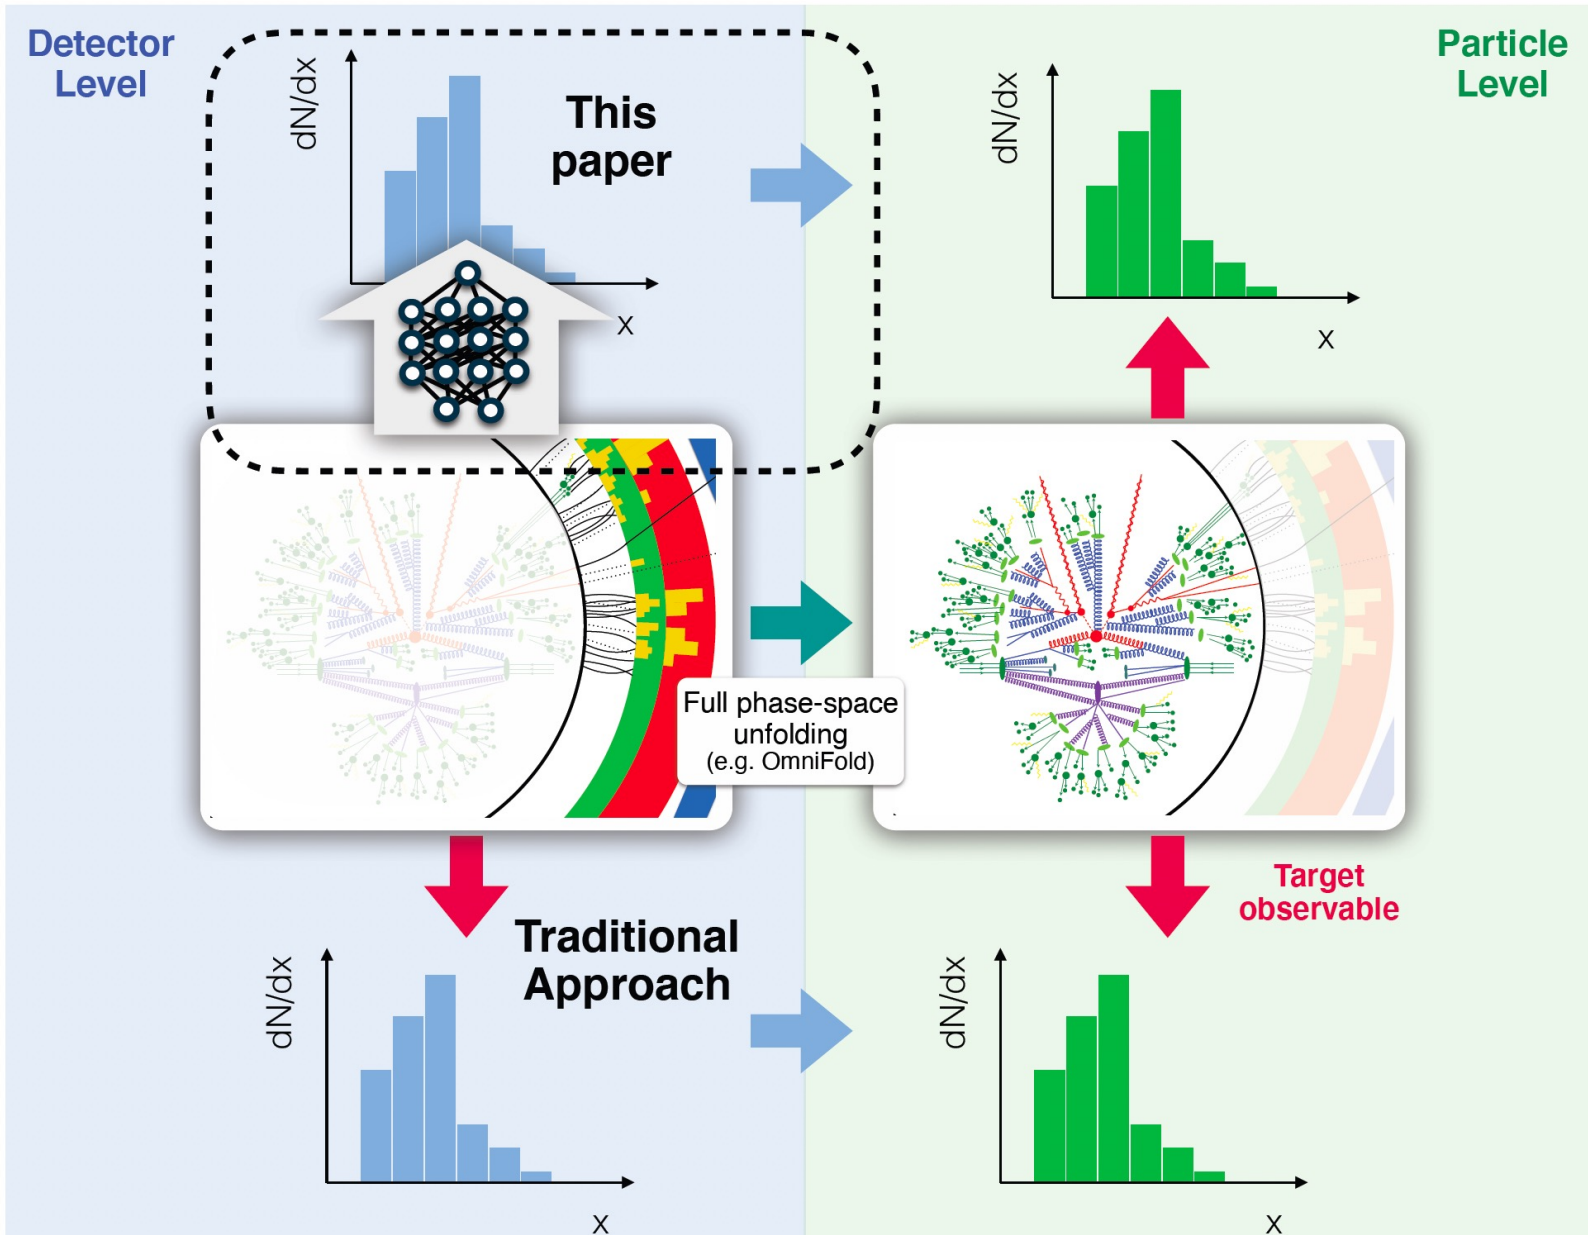 Detector
Level
Particle
Level
dN/dx
This
paper
x
dN/dx
x
Full phase-space
unfolding
(e.g. OmniFold)
Target
observable
Traditional
Approach
dN/dx
x
dN/dx
x